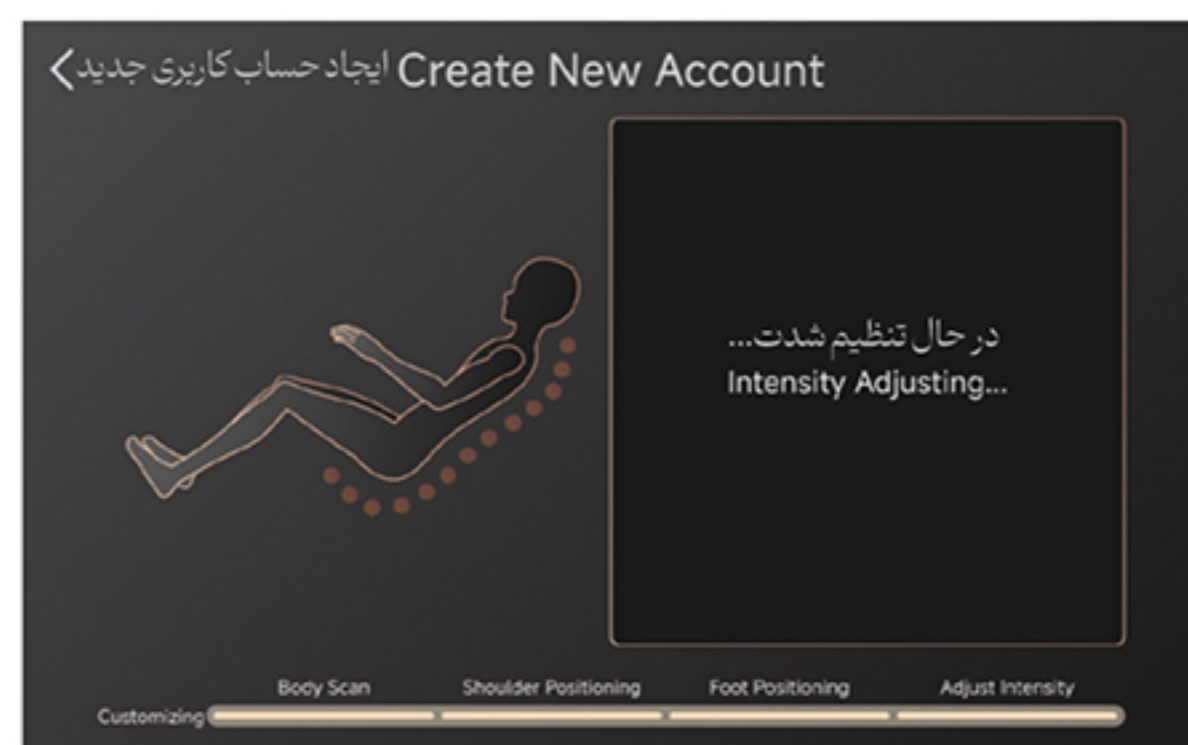 ایجاد حساب کاربری جدید Create New Account
در حال تنظیم شدت...
Intensity Adjusting...
Body Scan Shoulder Positioning Foot Positioning Adjust Intensity
Customizing